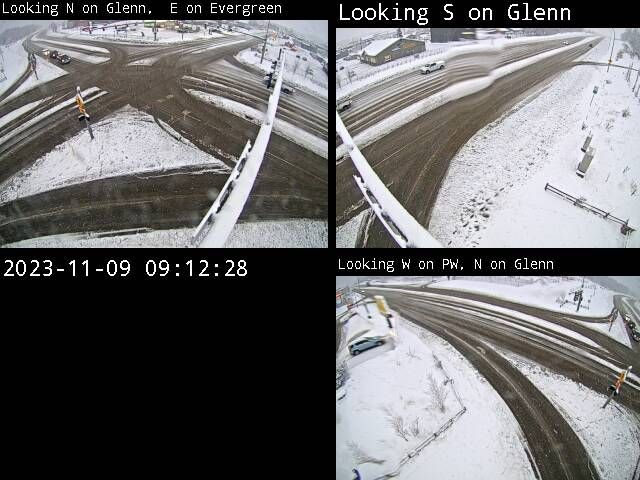 Looking N on Glenn,  E on Evergreen
Looking S on Glenn
2023-11-09 09:12:28
Looking W on PW, N on Glenn